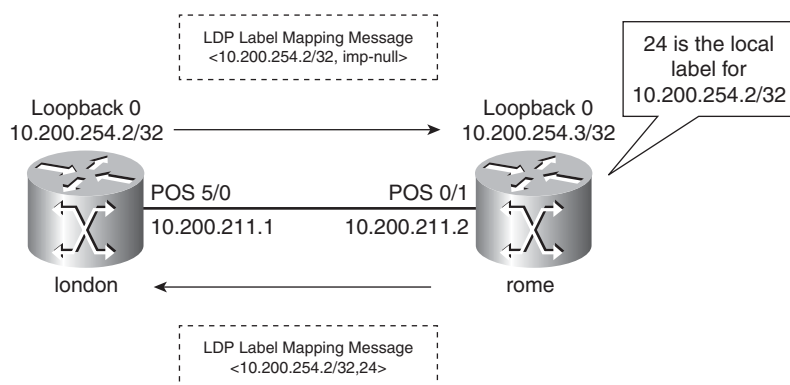 LDP Label Mapping Message
<10.200.254.2/32, imp-null>
24 is the local
label for
10.200.254.2/32
Loopback 0
10.200.254.2/32
Loopback 0
10.200.254.3/32
POS 5/0
POS 0/1
10.200.211.1
10.200.211.2
london
rome
LDP Label Mapping Message
<10.200.254.2/32,24>